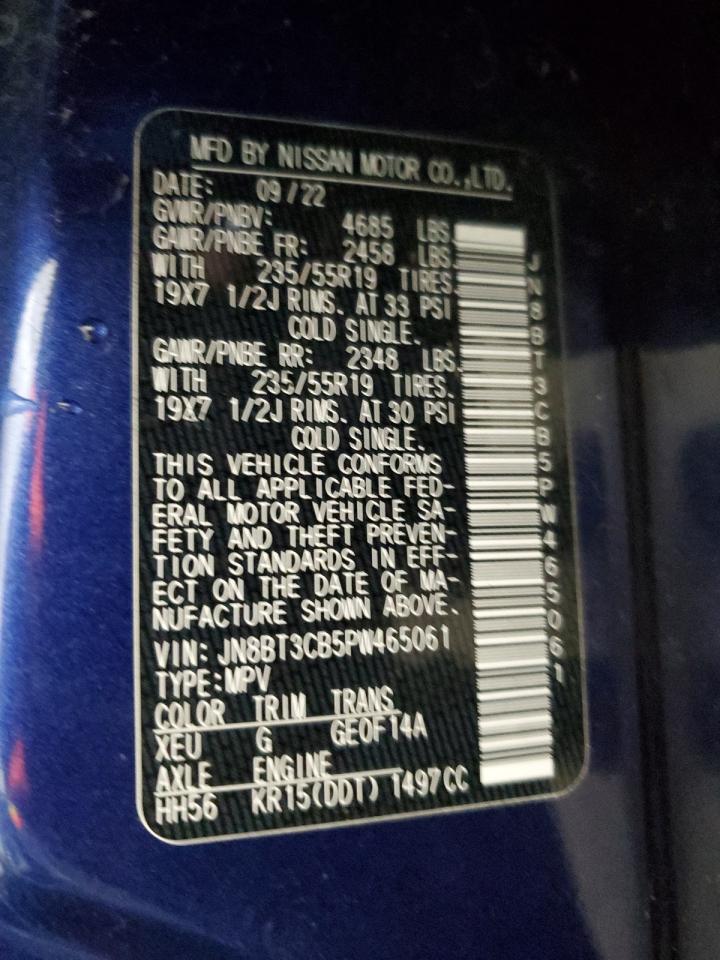 MFD BY NISSAN MOTOR CO.,LTD.
DATE: 09/22
GVWR/PNBV: 4685 LBS.
GAWR/PNBE FR: 2458 LBS.
WITH 235/55R19 TIRES.
19X7 1/2J RIMS. AT 33 PSI
COLD SINGLE.
GAWR/PNBE RR: 2348 LBS.
WITH 235/55R19 TIRES.
19X7 1/2J RIMS. AT 30 PSI
COLD SINGLE.
THIS VEHICLE CONFORMS
TO ALL APPLICABLE FED-
ERAL MOTOR VEHICLE SA-
FETY AND THEFT PREVEN-
TION STANDARDS IN EFF-
ECT ON THE DATE OF MA-
NUFACTURE SHOWN ABOVE.
VIN: JN8BT3CB5PW465061
TYPE:MPV
COLOR TRIM TRANS
XEU G GE0F14A
AXLE ENGINE
HH56 KR15(DDT) 1497CC
JN8BT3CB5PW465061